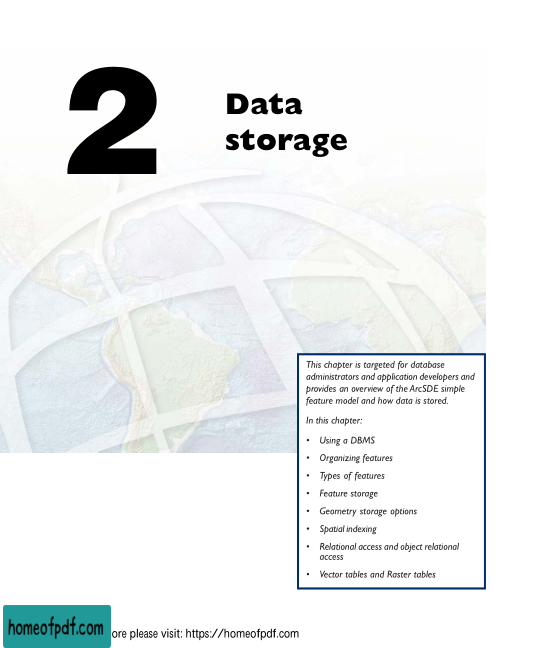 2
Data
storage
This chapter is targeted for database
administrators and application developers and
provides an overview of the ArcSDE simple
feature model and how data is stored.
In this chapter:
• Using a DBMS
• Organizing features
• Types of features
• Feature storage
• Geometry storage options
• Spatial indexing
• Relational access and object relational
access
• Vector tables and Raster tables
homeofpdf.com ore please visit: https://homeofpdf.com